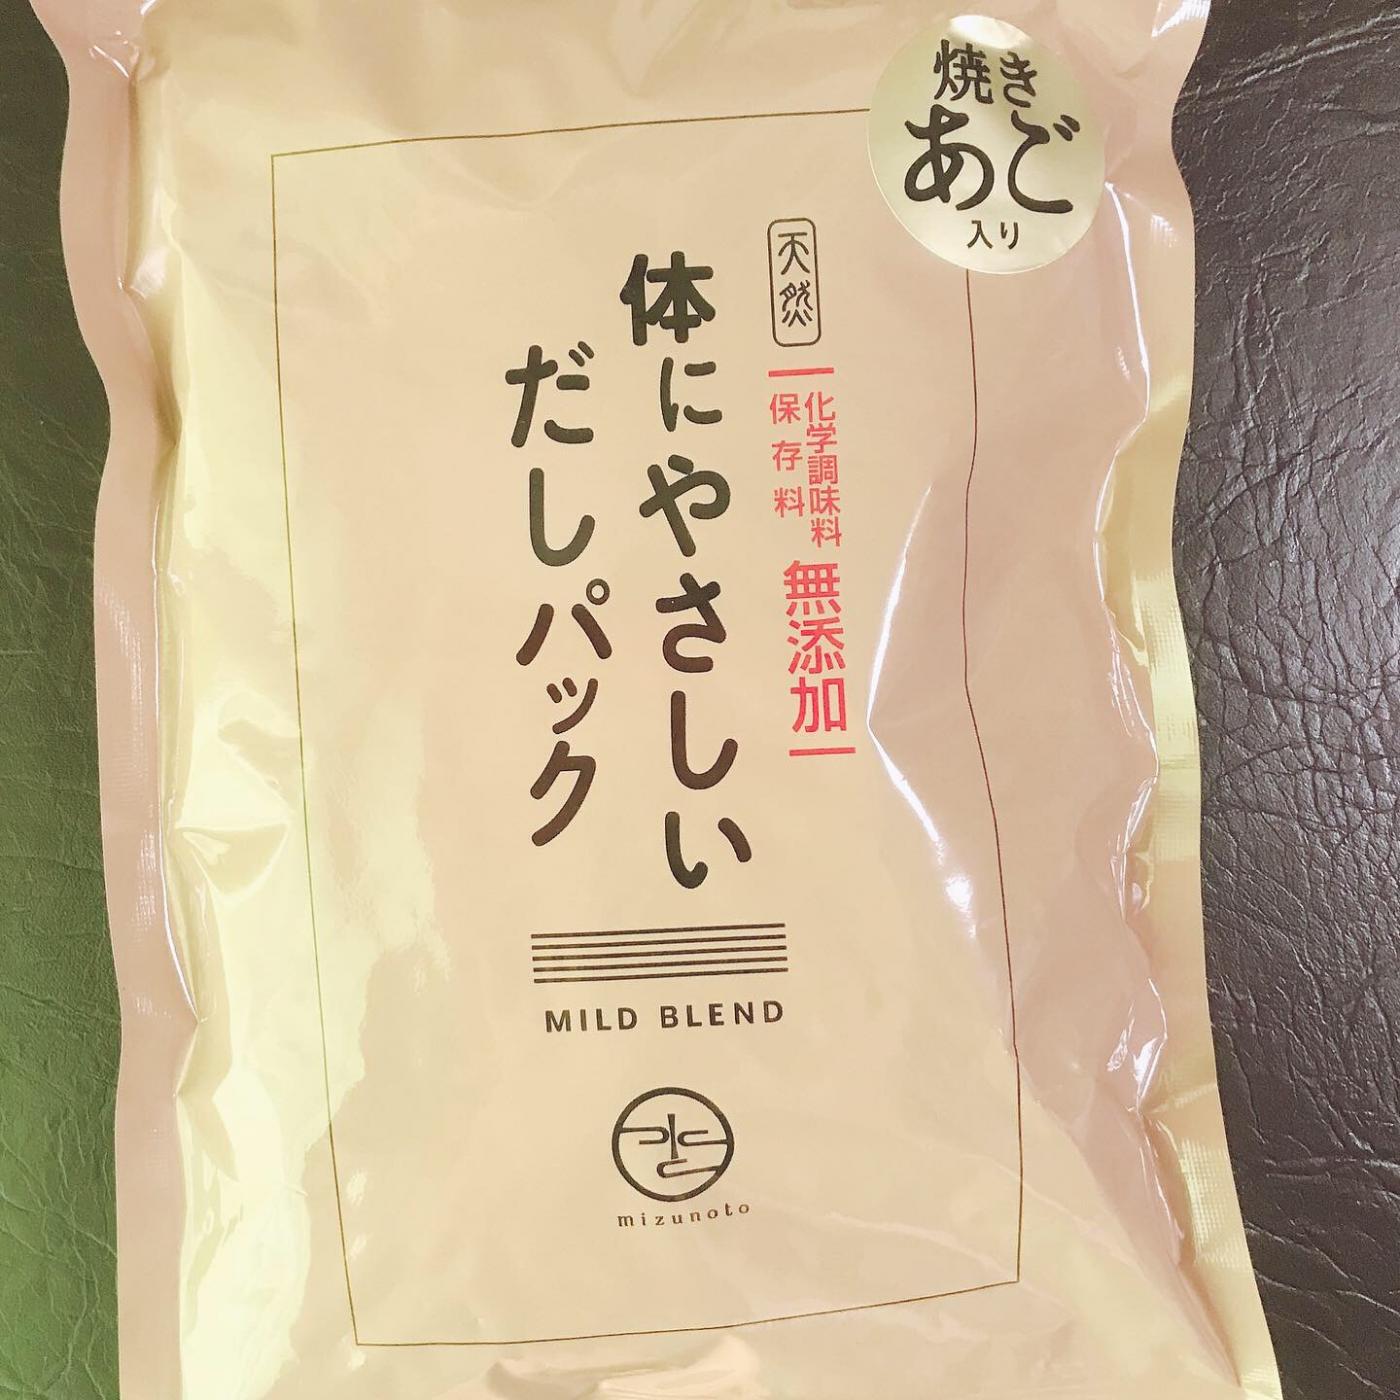 焼き
あご
入り
天然
化学調味料
保存料
無添加
体にやさしい
だしパック
MILD BLEND
mizunoto